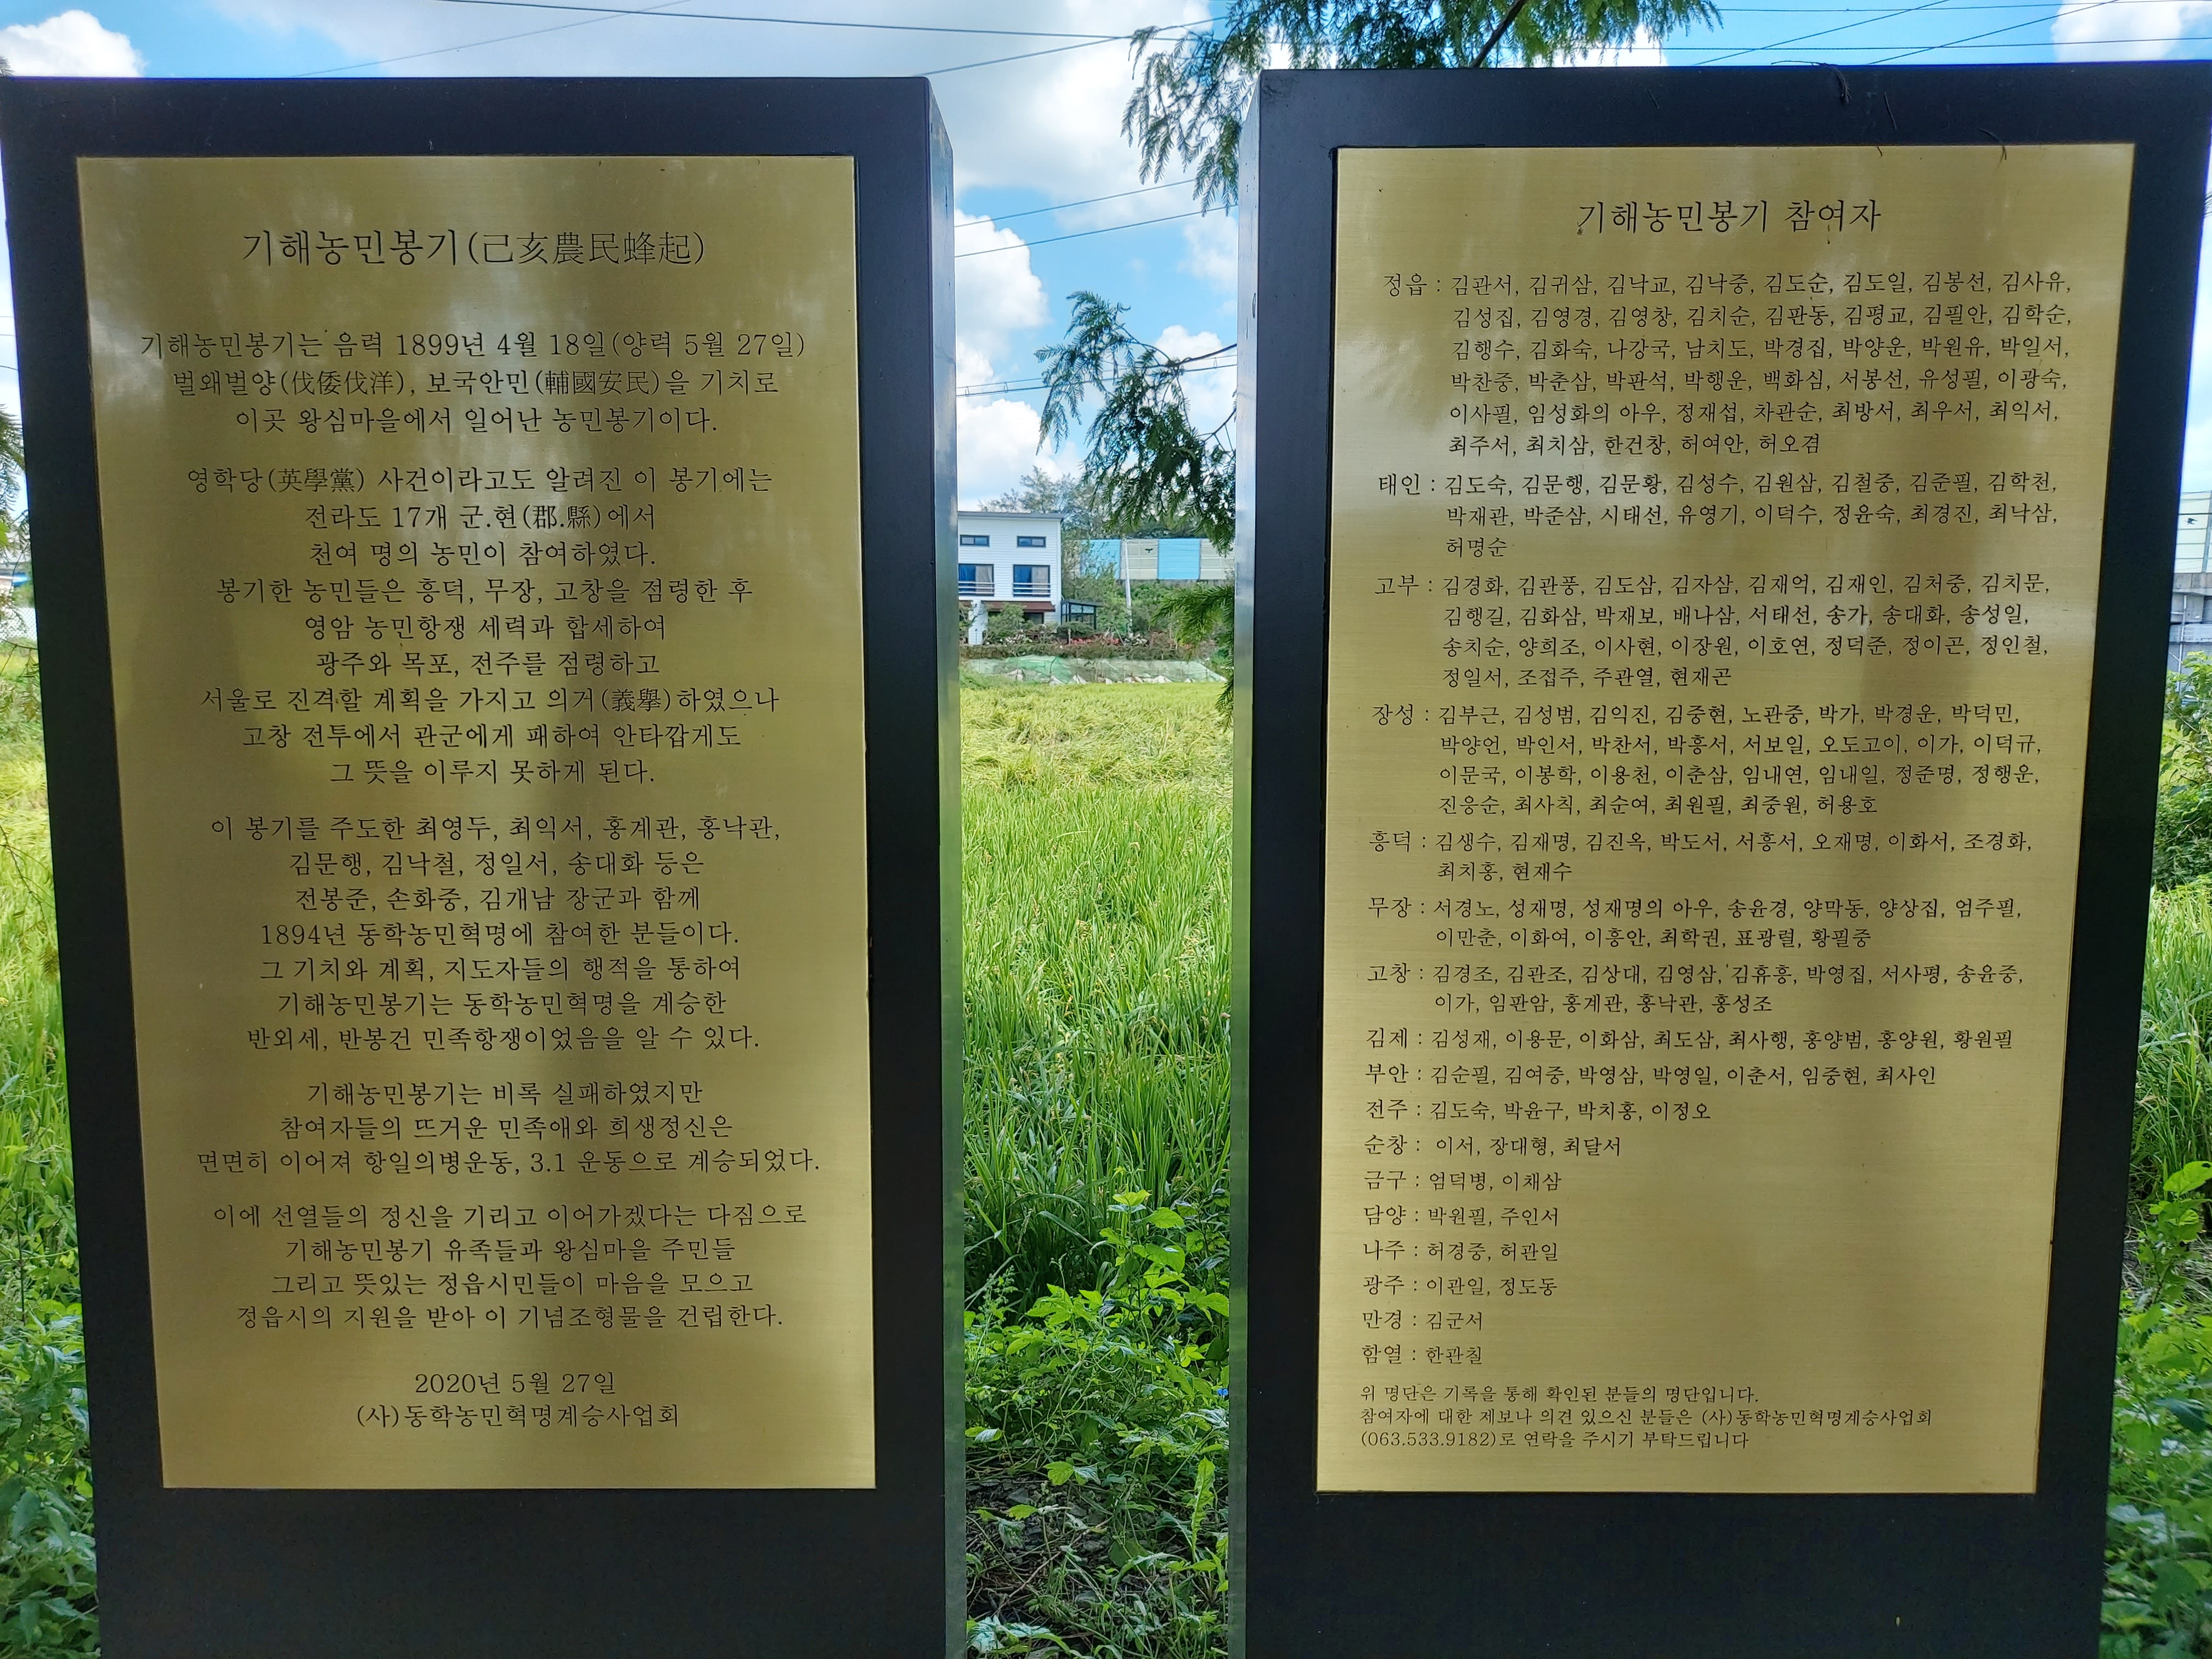 기해농민봉기(己亥農民蜂起)
기해농민봉기는 음력 1899년 4월 18일(양력 5월 27일)
벌왜벌양(伐倭伐洋), 보국안민(輔國安民)을 기치로
이곳 왕심마을에서 일어난 농민봉기이다.
영학당(英學黨) 사건이라고도 알려진 이 봉기에는
전라도 17개 군.현(郡.縣)에서
천여 명의 농민이 참여하였다.
봉기한 농민들은 흥덕, 무장, 고창을 점령한 후
영암 농민항쟁 세력과 합세하여
광주와 목포, 전주를 점령하고
서울로 진격할 계획을 가지고 의거(義擧)하였으나
고창 전투에서 관군에게 패하여 안타깝게도
그 뜻을 이루지 못하게 된다.
이 봉기를 주도한 최영두, 최익서, 홍계관, 홍낙관,
김문행, 김낙철, 정일서, 송대화 등은
전봉준, 손화중, 김개남 장군과 함께
1894년 동학농민혁명에 참여한 분들이다.
그 기치와 계획, 지도자들의 행적을 통하여
기해농민봉기는 동학농민혁명을 계승한
반외세, 반봉건 민족항쟁이었음을 알 수 있다.
기해농민봉기는 비록 실패하였지만
참여자들의 뜨거운 민족애와 희생정신은
면면히 이어져 항일의병운동, 3.1 운동으로 계승되었다.
이에 선열들의 정신을 기리고 이어가겠다는 다짐으로
기해농민봉기 유족들과 왕심마을 주민들
그리고 뜻있는 정읍시민들이 마음을 모으고
정읍시의 지원을 받아 이 기념조형물을 건립한다.
2020년 5월 27일
(사)동학농민혁명계승사업회
기해농민봉기 참여자
정읍 : 김관서, 김귀삼, 김낙교, 김낙중, 김도순, 김도일, 김봉선, 김사유,
김성집, 김영경, 김영창, 김치순, 김판동, 김평교, 김필안, 김학순,
김행수, 김화숙, 나강국, 남치도, 박경집, 박양운, 박원유, 박일서,
박찬중, 박춘삼, 박판석, 박행운, 백화심, 서봉선, 유성필, 이광숙,
이사필, 임성화의 아우, 정재섭, 차관순, 최방서, 최우서, 최익서,
최주서, 최치삼, 한건창, 허여안, 허오겸
태인 : 김도숙, 김문행, 김문황, 김성수, 김원삼, 김철중, 김준필, 김학천,
박재관, 박준삼, 시태선, 유영기, 이덕수, 정윤숙, 최경진, 최낙삼,
허명순
고부 : 김경화, 김관풍, 김도삼, 김자삼, 김재억, 김재인, 김처중, 김치문,
김행길, 김화삼, 박재보, 배나삼, 서태선, 송가, 송대화, 송성일,
송치순, 양희조, 이사현, 이장원, 이호연, 정덕준, 정이곤, 정인철,
정일서, 조접주, 주관열, 현재곤
장성 : 김부근, 김성범, 김익진, 김중현, 노관중, 박가, 박경운, 박덕민,
박양언, 박인서, 박찬서, 박흥서, 서보일, 오도고이, 이가, 이덕규,
이문국, 이봉학, 이용천, 이춘삼, 임내연, 임내일, 정준명, 정행운,
진응순, 최사칙, 최순여, 최원필, 최중원, 허용호
흥덕 : 김생수, 김재명, 김진옥, 박도서, 서흥서, 오재명, 이화서, 조경화,
최치홍, 현재수
무장 : 서경노, 성재명, 성재명의 아우, 송윤경, 양막동, 양상집, 엄주필,
이만춘, 이화여, 이흥안, 최학권, 표광렬, 황필중
고창 : 김경조, 김관조, 김상대, 김영삼, 김휴흥, 박영집, 서사평, 송윤중,
이가, 임판암, 홍계관, 홍낙관, 홍성조
김제 : 김성재, 이용문, 이화삼, 최도삼, 최사행, 홍양범, 홍양원, 황원필
부안 : 김순필, 김여중, 박영삼, 박영일, 이춘서, 임중현, 최사인
전주 : 김도숙, 박윤구, 박치홍, 이정오
순창 : 이서, 장대형, 최달서
금구 : 엄덕병, 이채삼
담양 : 박원필, 주인서
나주 : 허경중, 허관일
광주 : 이관일, 정도동
만경 : 김군서
함열 : 한관칠
위 명단은 기록을 통해 확인된 분들의 명단입니다.
참여자에 대한 제보나 의견 있으신 분들은 (사)동학농민혁명계승사업회
(063.533.9182)로 연락을 주시기 부탁드립니다